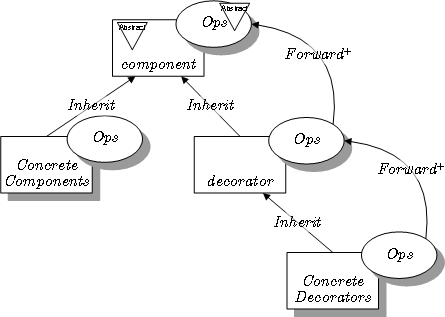 Abstract
Ops
Abstract
component
Forward+
Inherit
Inherit
Ops
Ops
Concrete
Components
decorator
Forward+
Inherit
Ops
Concrete
Decorators